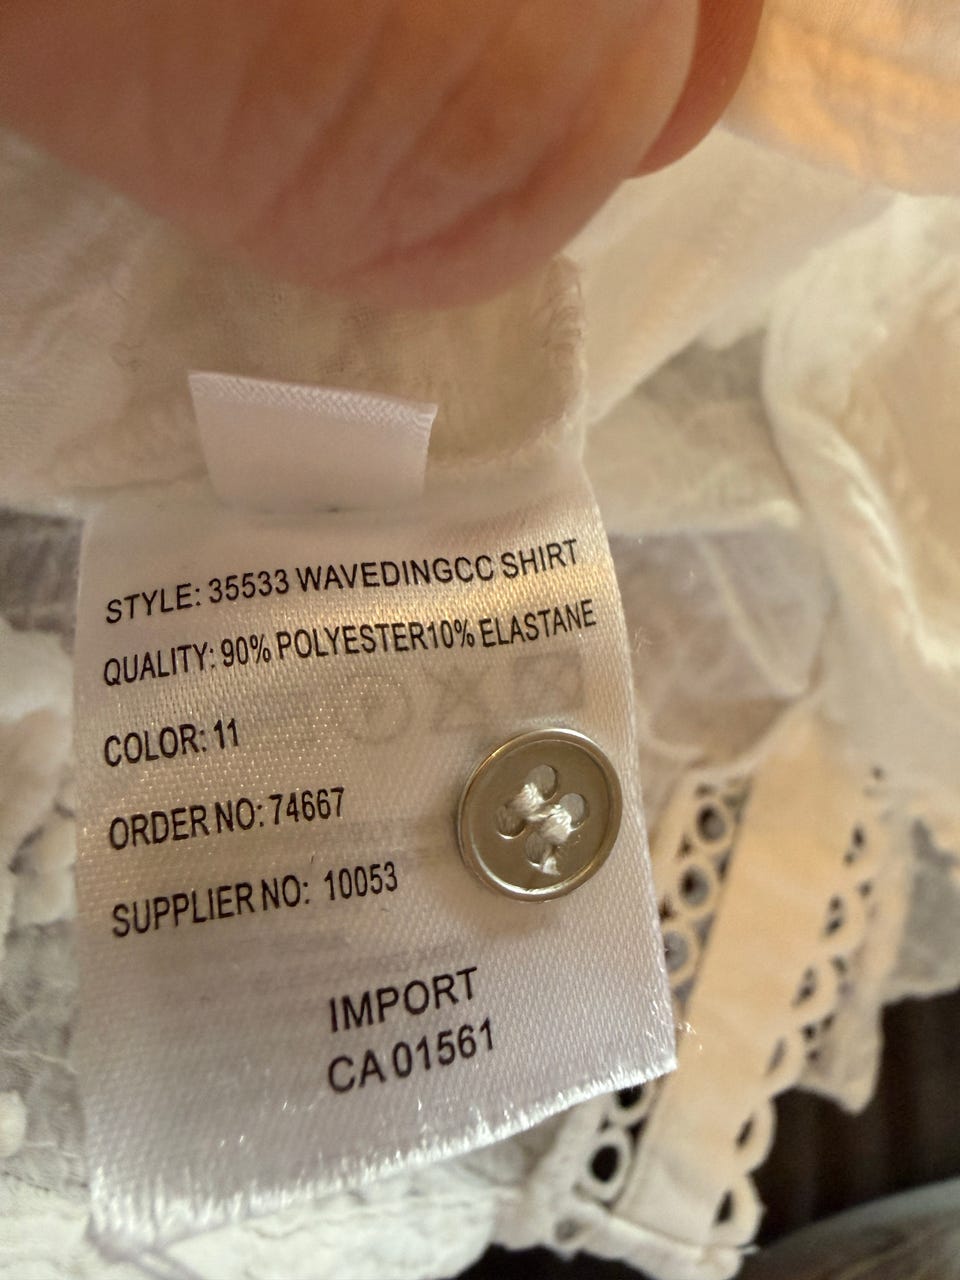 STYLE: 35533 WAVEDINGCC SHIRT
QUALITY: 90% POLYESTER10% ELASTANE
COLOR: 11
ORDER NO: 74667
SUPPLIER NO: 10053
IMPORT
CA 01561